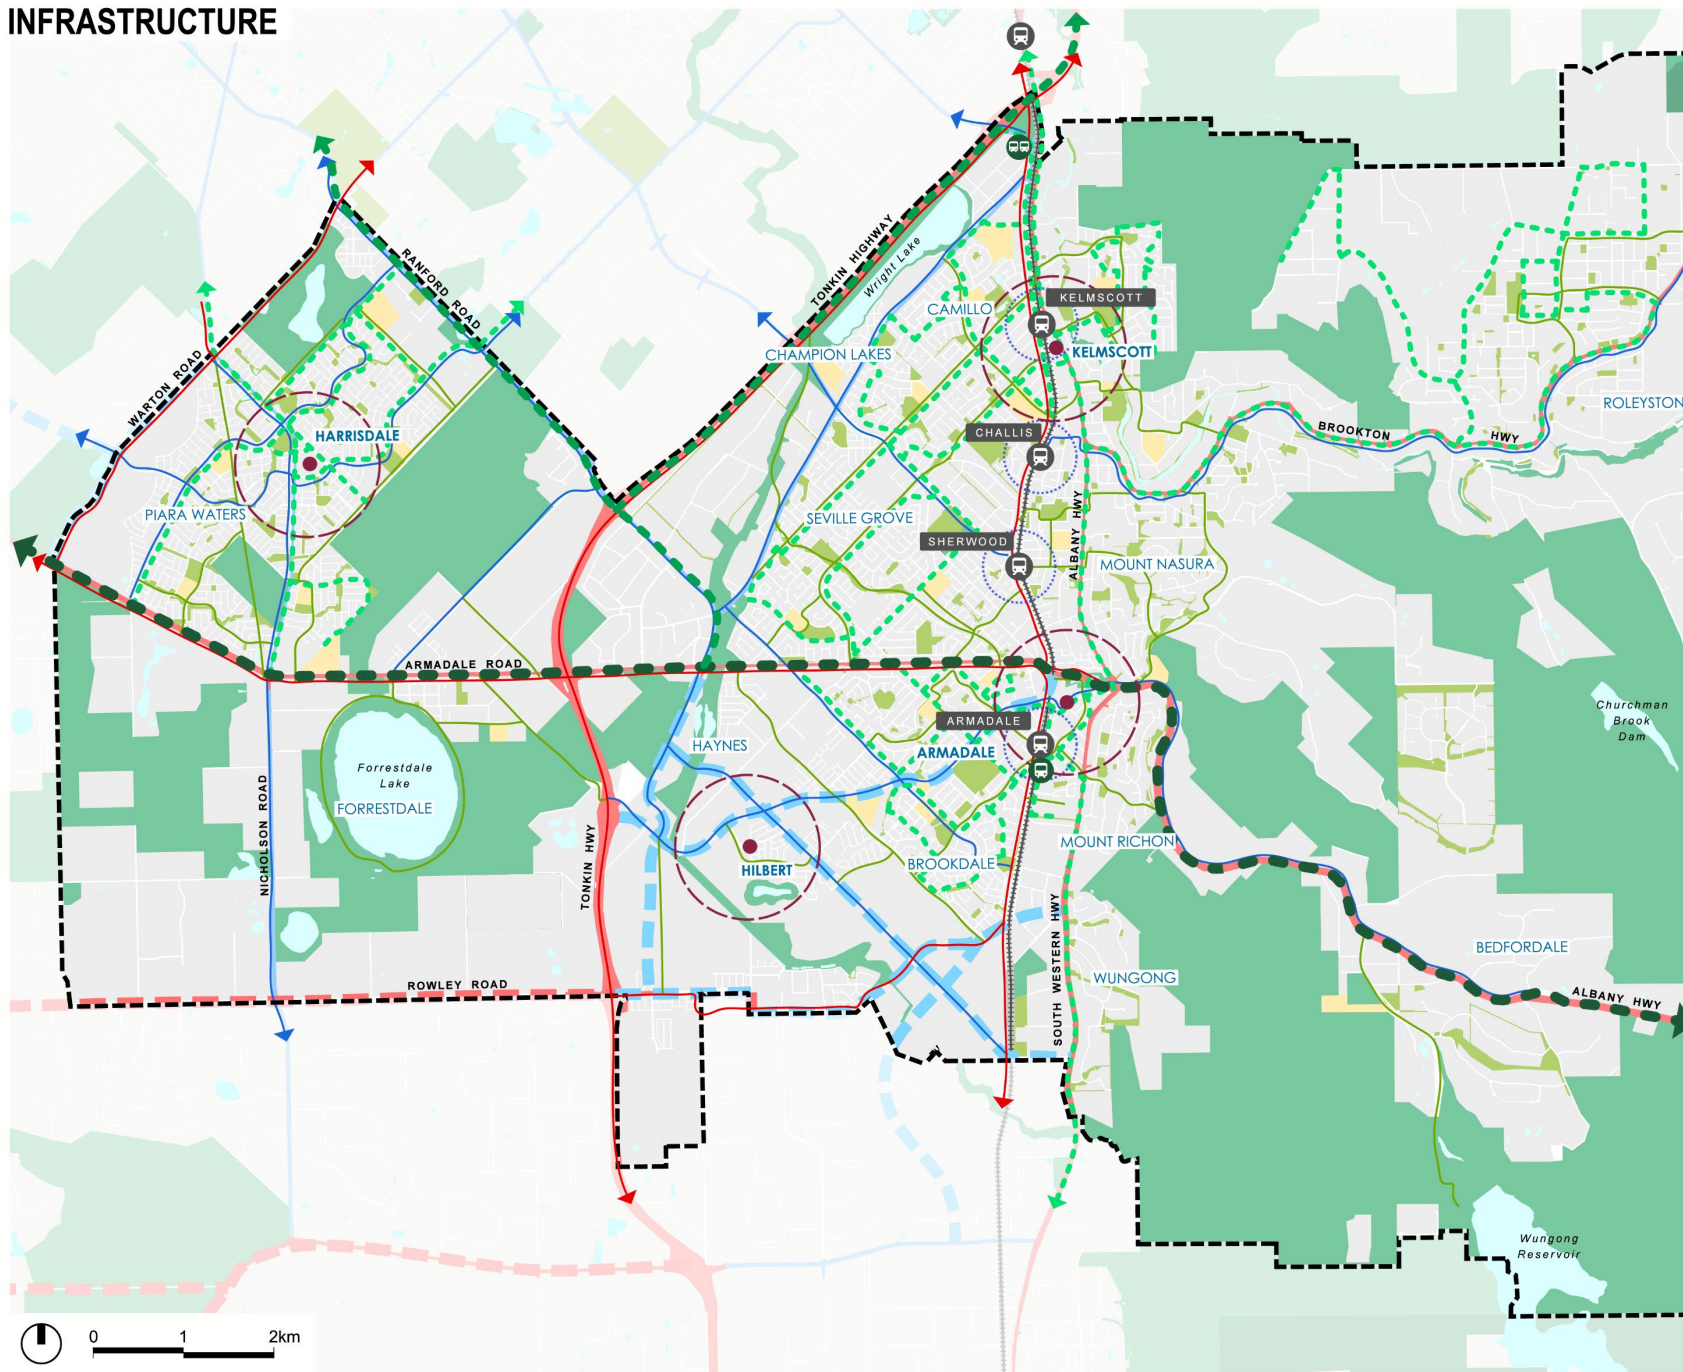 INFRASTRUCTURE
TONKIN HIGHWAY
Wright Lake
RANFORD ROAD
KELMSCOTT
CAMILLO
KELMSCOTT
CHAMPION LAKES
WARTON ROAD
ROLEYSTON
HARRISDALE
CHALLIS
BROOKTON
HWY
PIARA WATERS
SEVILLE GROVE
ALBANY HWY
SHERWOOD
MOUNT NASURA
ARMADALE ROAD
Churchman
Brook
Dam
ARMADALE
HAYNES
ARMADALE
Forrestdale
Lake
FORRESTDALE
NICHOLSON ROAD
TONKIN HWY
MOUNT RICHON
BROOKDALE
HILBERT
SOUTH WESTERN HWY
BEDFORDALE
WUNGONG
ROWLEY ROAD
ALBANY HWY
Wungong
Reservoir
0 1 2km